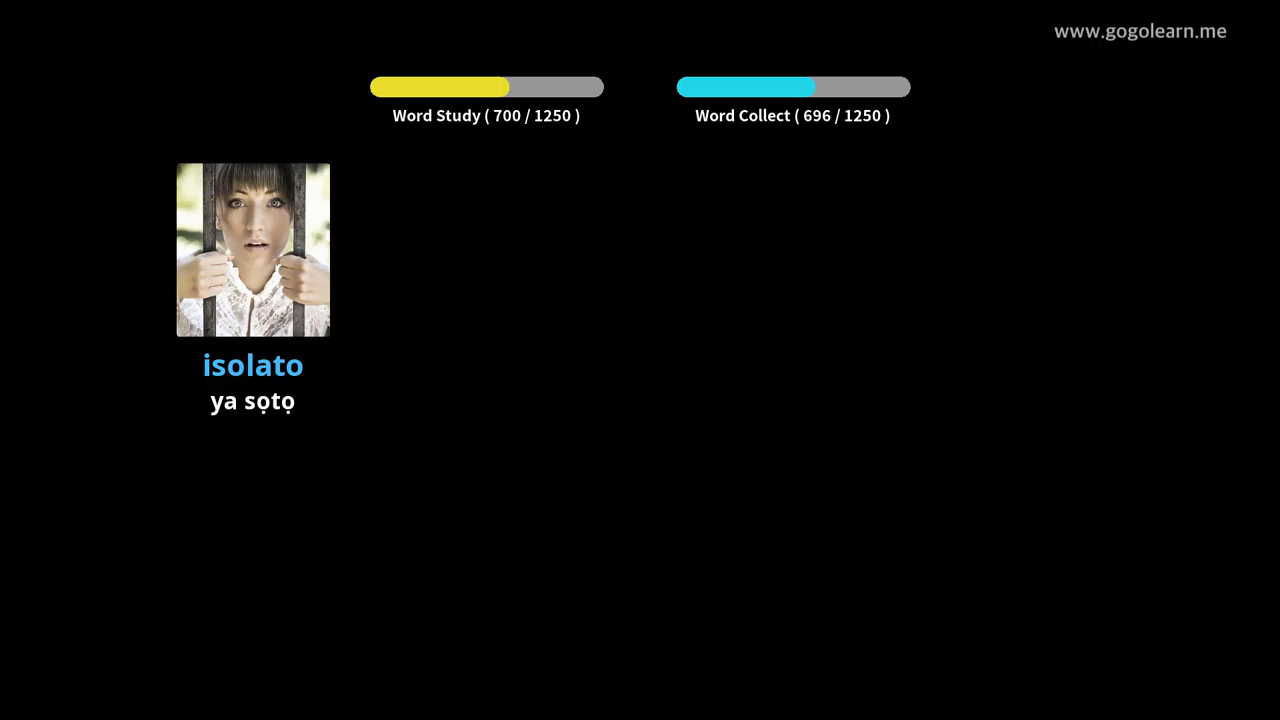 www.gogolearn.me
Word Study ( 700 / 1250 )
Word Collect ( 696 / 1250 )
isolato
ya sọtọ